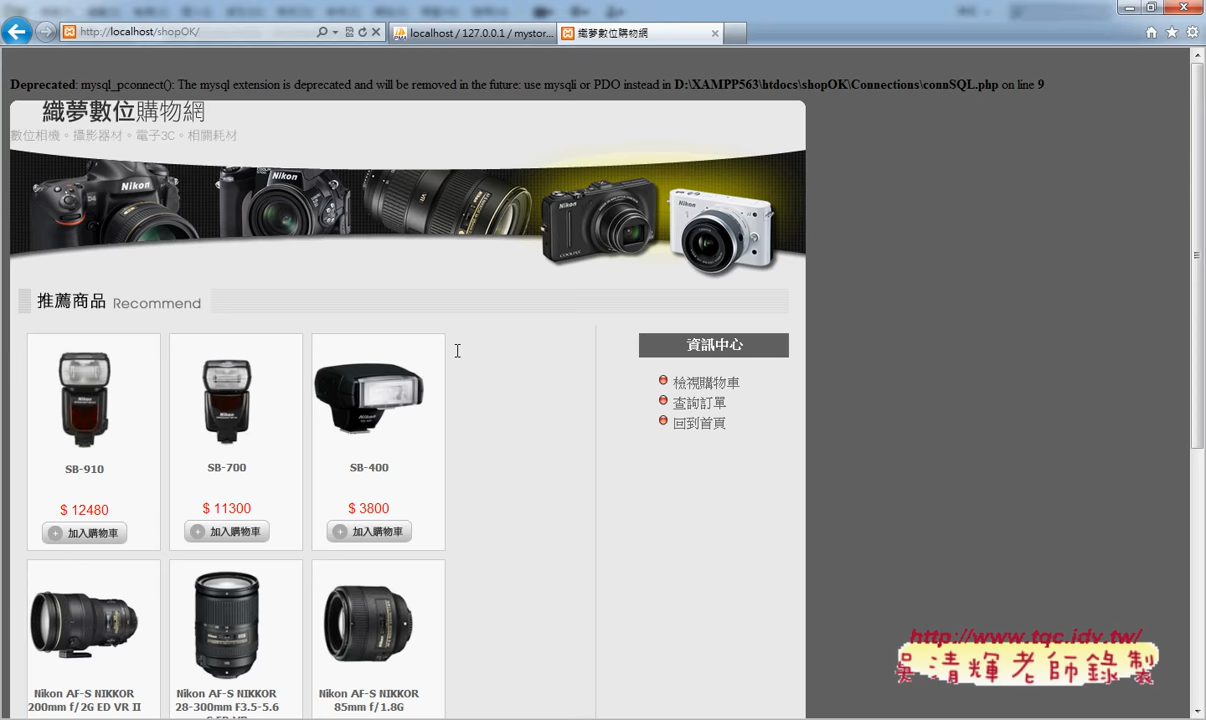 http://localhost/shopOK/
localhost / 127.0.0.1 / mystor...
織夢數位購物網
Deprecated: mysql_pconnect(): The mysql extension is deprecated and will be removed in the future: use mysqli or PDO instead in D:\XAMPP563\htdocs\shopOK\Connections\connSQL.php on line 9
織夢數位購物網
數位相機。攝影器材。電子3C。相關耗材
Nikon
D4
COOLPIX
Nikon
VR
Nikon
Nikon
COOLPIX
Nikon
推薦商品 Recommend
資訊中心
檢視購物車
查詢訂單
回到首頁
SB-910
SB-700
SB-400
$ 12480
$ 11300
$ 3800
加入購物車
加入購物車
加入購物車
Nikon AF-S NIKKOR
200mm f/2G ED VR II
Nikon AF-S NIKKOR
28-300mm F3.5-5.6
Nikon AF-S NIKKOR
85mm f/1.8G
http://www.tqc.idv.tw/
吳清輝老師錄製